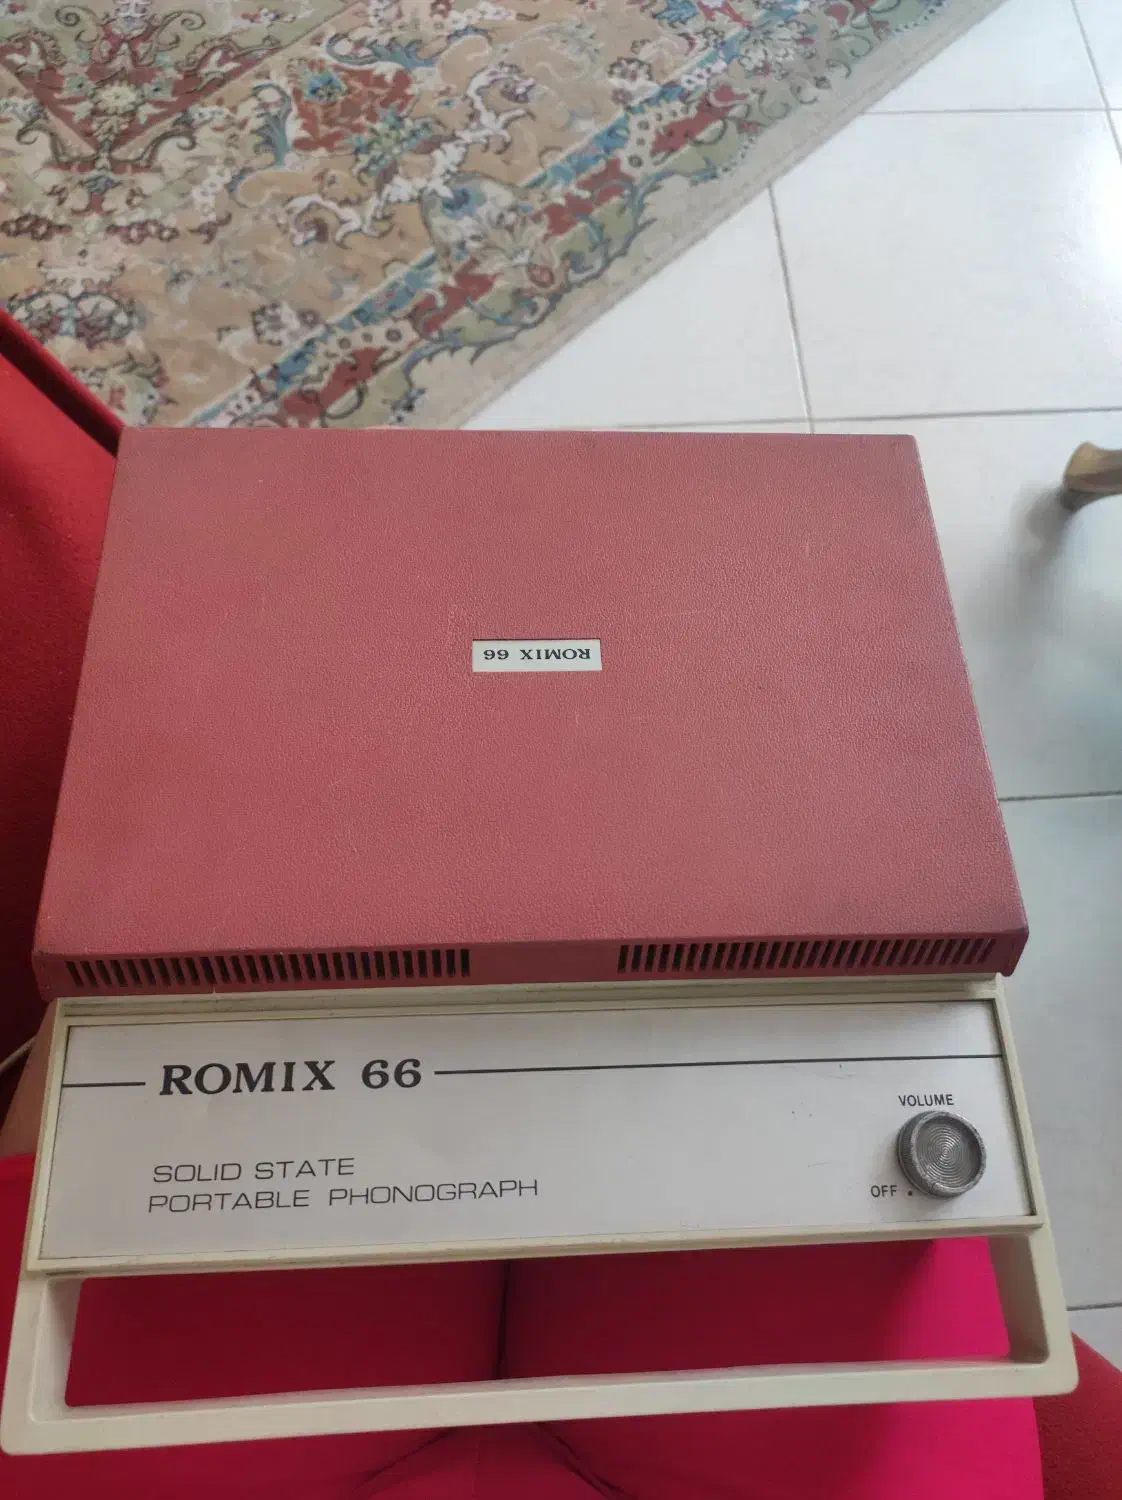 ROMIX 66
ROMIX 66
VOLUME
SOLID STATE
PORTABLE PHONOGRAPH
OFF